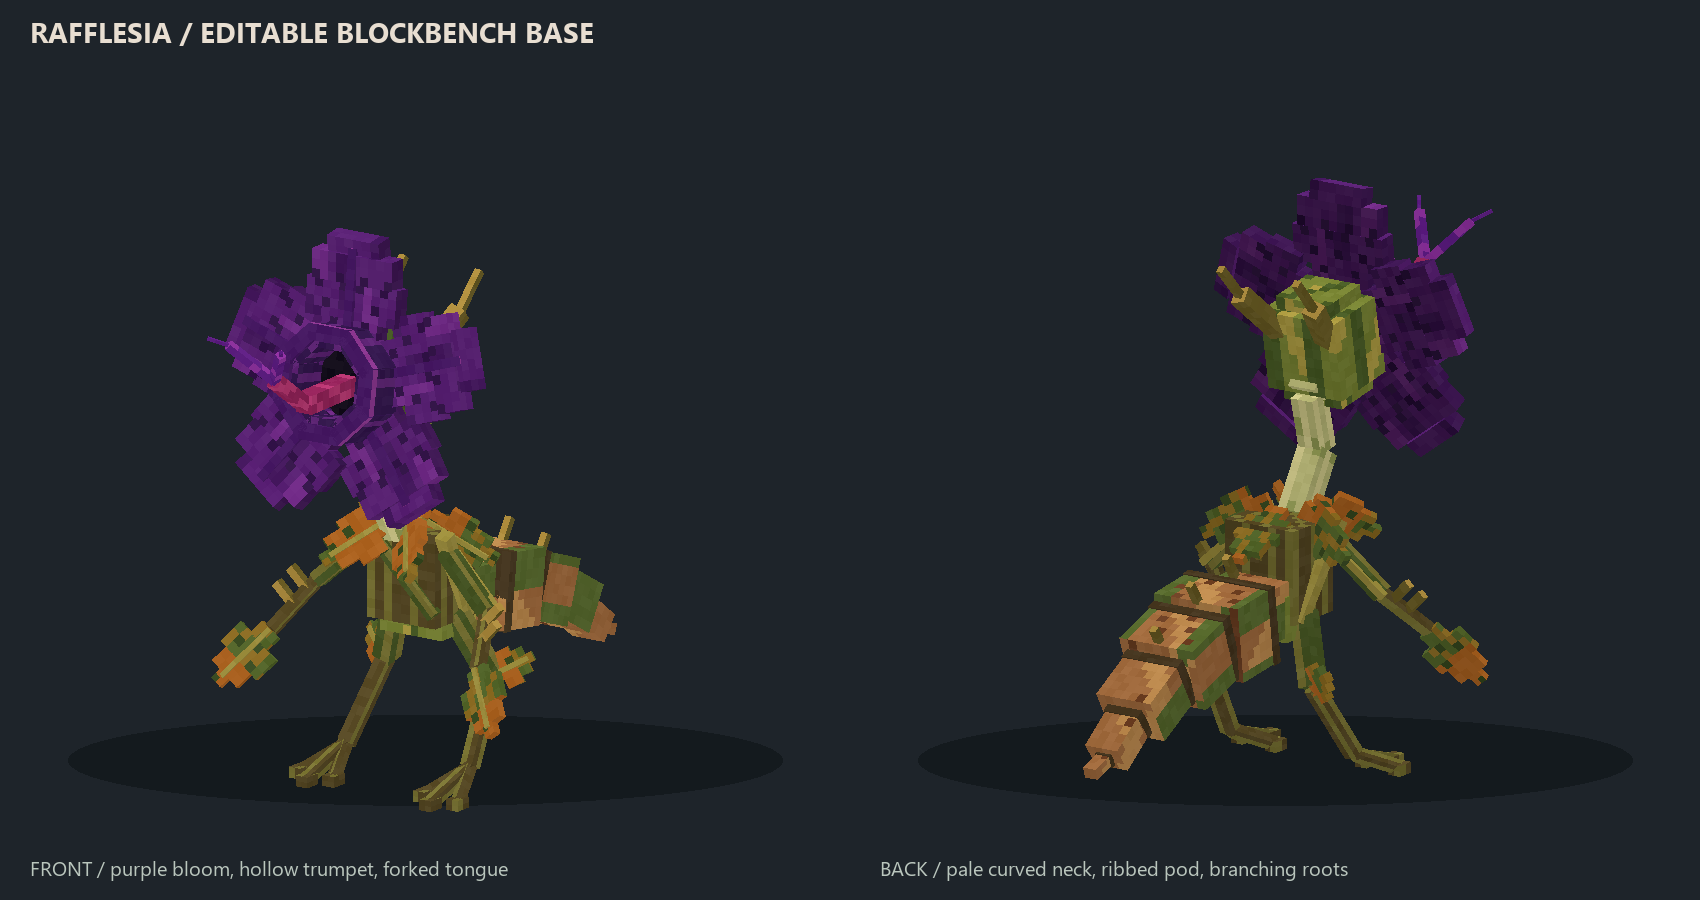 RAFFLESIA / EDITABLE BLOCKBENCH BASE
FRONT / purple bloom, hollow trumpet, forked tongue
BACK / pale curved neck, ribbed pod, branching roots